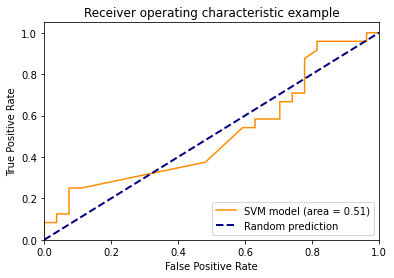 Receiver operating characteristic example
True Positive Rate
1.0
0.8
0.6
0.4
0.2
0.0
SVM model (area = 0.51)
Random prediction
0.0 0.2 0.4 0.6 0.8 1.0
False Positive Rate